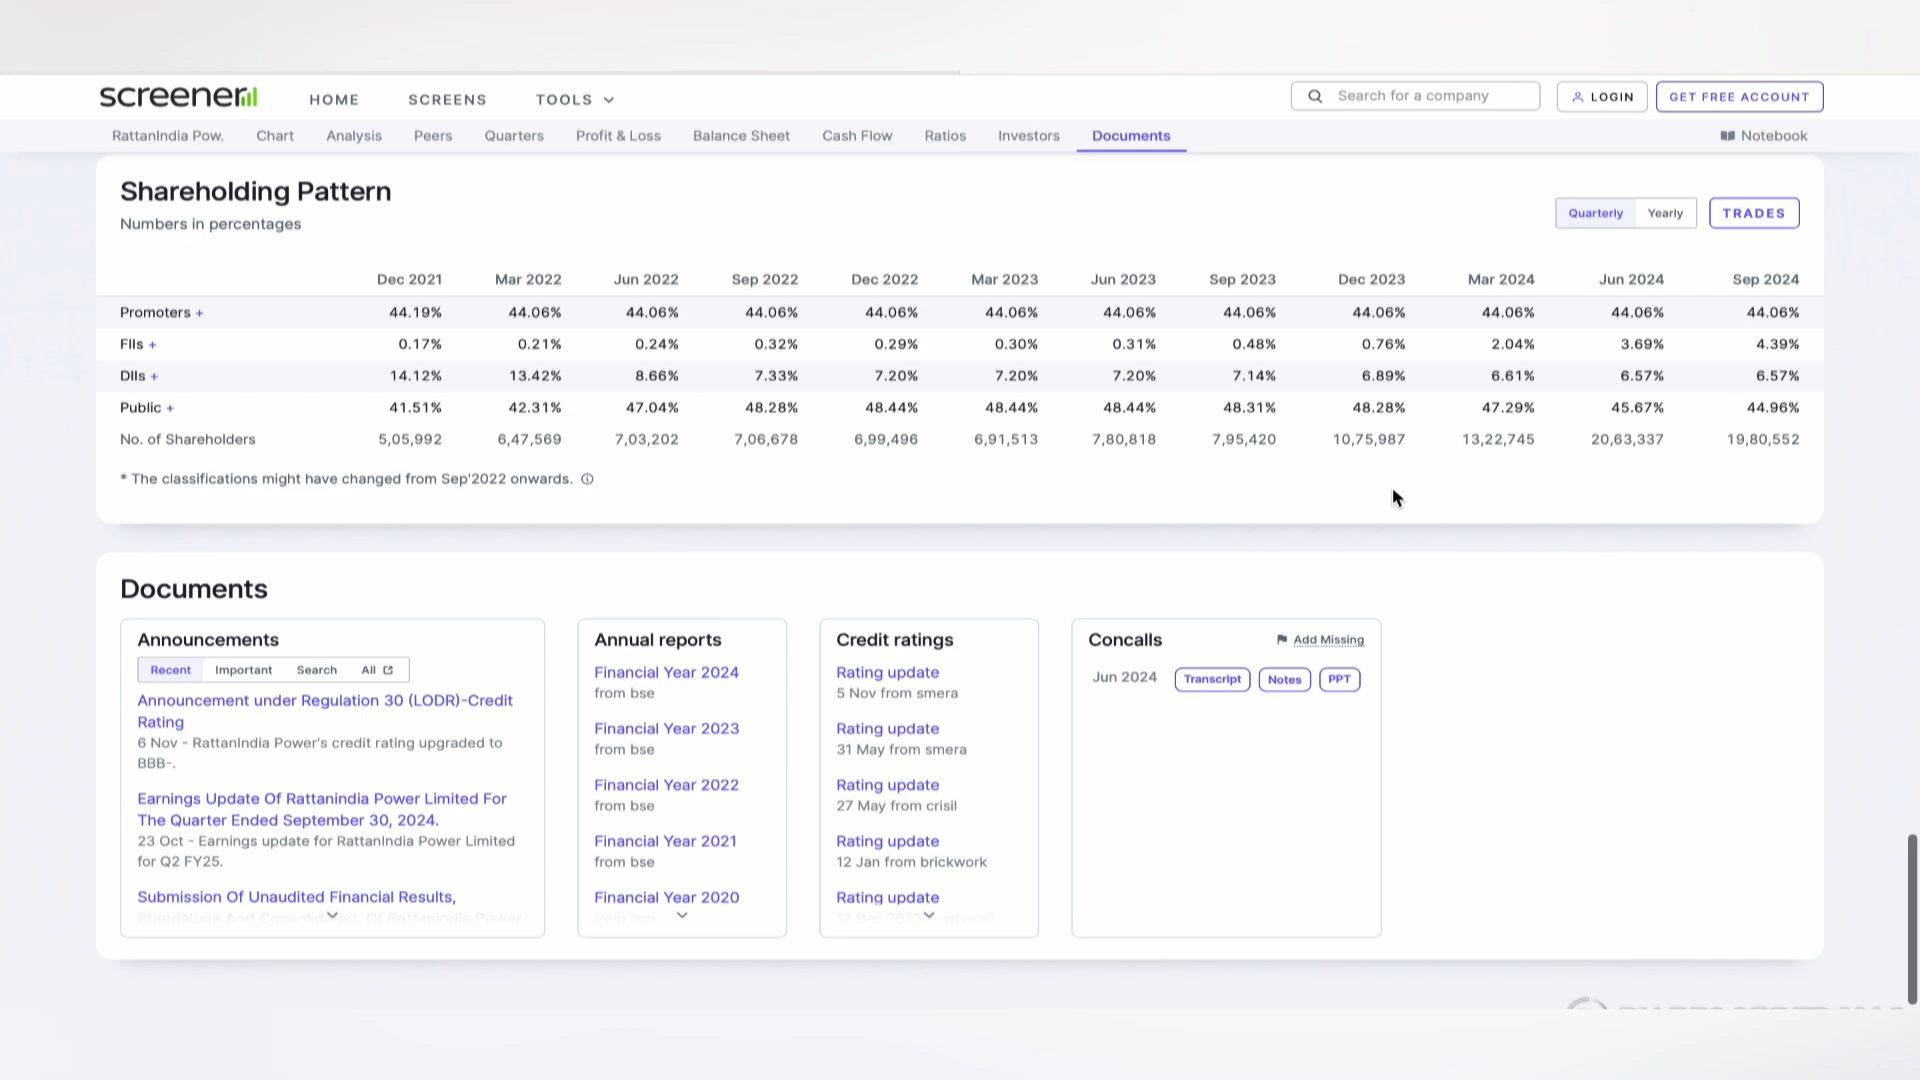 screener
HOME SCREENS TOOLS
Search for a company
LOGIN
GET FREE ACCOUNT
RattanIndia Pow. Chart Analysis Peers Quarters Profit & Loss Balance Sheet Cash Flow Ratios Investors Documents Notebook
Shareholding Pattern
Numbers in percentages
Quarterly Yearly TRADES
Dec 2021 Mar 2022 Jun 2022 Sep 2022 Dec 2022 Mar 2023 Jun 2023 Sep 2023 Dec 2023 Mar 2024 Jun 2024 Sep 2024
Promoters + 44.19% 44.06% 44.06% 44.06% 44.06% 44.06% 44.06% 44.06% 44.06% 44.06% 44.06% 44.06%
FIIs + 0.17% 0.21% 0.24% 0.32% 0.29% 0.30% 0.31% 0.48% 0.76% 2.04% 3.69% 4.39%
DIIs + 14.12% 13.42% 8.66% 7.33% 7.20% 7.20% 7.20% 7.14% 6.89% 6.61% 6.57% 6.57%
Public + 41.51% 42.31% 47.04% 48.28% 48.44% 48.44% 48.44% 48.31% 48.28% 47.29% 45.67% 44.96%
No. of Shareholders 5,05,992 6,47,569 7,03,202 7,06,678 6,99,496 6,91,513 7,80,818 7,95,420 10,75,987 13,22,745 20,63,337 19,80,552
* The classifications might have changed from Sep'2022 onwards.
Documents
Announcements
Recent Important Search All
Announcement under Regulation 30 (LODR)-Credit
Rating
6 Nov - RattanIndia Power's credit rating upgraded to
BBB-.
Earnings Update Of Rattanindia Power Limited For
The Quarter Ended September 30, 2024.
23 Oct - Earnings update for RattanIndia Power Limited
for Q2 FY25.
Submission Of Unaudited Financial Results,
Standalone And Consolidated, Of Rattanindia Power
Annual reports
Financial Year 2024
from bse
Financial Year 2023
from bse
Financial Year 2022
from bse
Financial Year 2021
from bse
Financial Year 2020
from bse
Credit ratings
Rating update
5 Nov from smera
Rating update
31 May from smera
Rating update
27 May from crisil
Rating update
12 Jan from brickwork
Rating update
12 Dec 2023 from crisil
Concalls
Add Missing
Jun 2024 Transcript Notes PPT